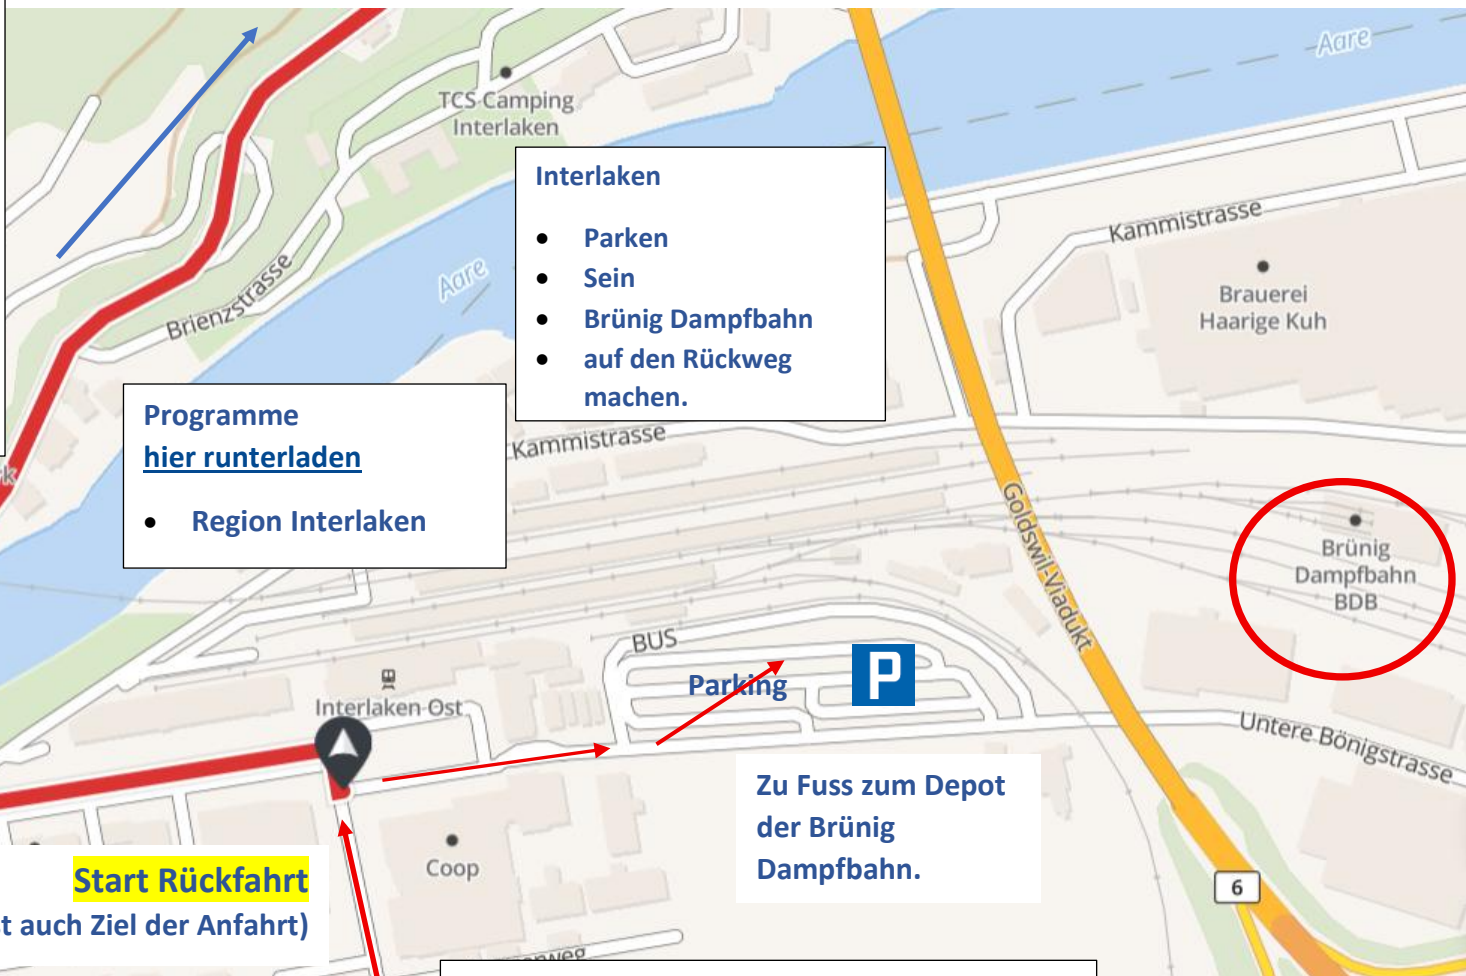 Aare
TCS Camping
Interlaken
Interlaken
• Parken
• Sein
• Brünig Dampfbahn
• auf den Rückweg
machen.
Kammistrasse
Aare
Brauerei
Haarige Kuh
Brienzstrasse
Programme
hier runterladen
• Region Interlaken
Kammistrasse
Goldswil-Viadukt
Brünig
Dampfbahn
BDB
BUS
Parking
P
Interlaken Ost
Untere Bönigstrasse
Zu Fuss zum Depot
der Brünig
Dampfbahn.
Coop
Start Rückfahrt
st auch Ziel der Anfahrt)
6